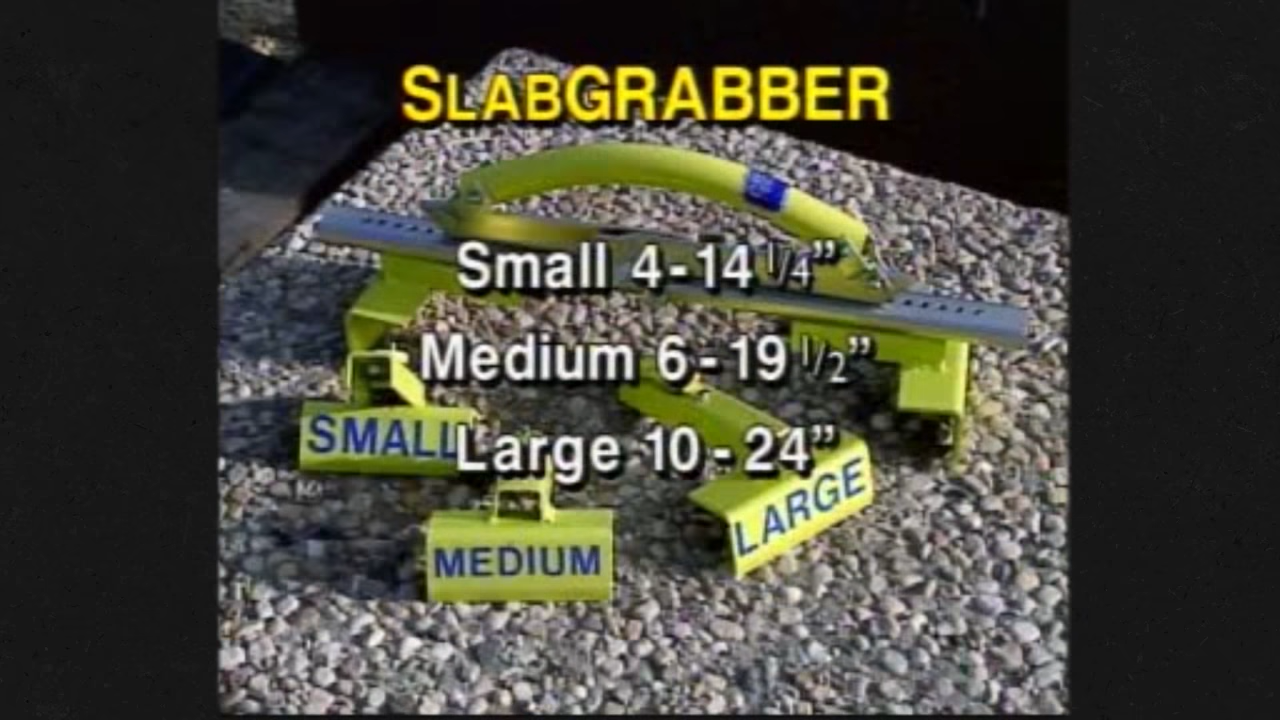 SLABGRABBER
Small 4-14 1/4”
Medium 6-19 1/2”
Large 10-24”
SMALL
LARGE
MEDIUM